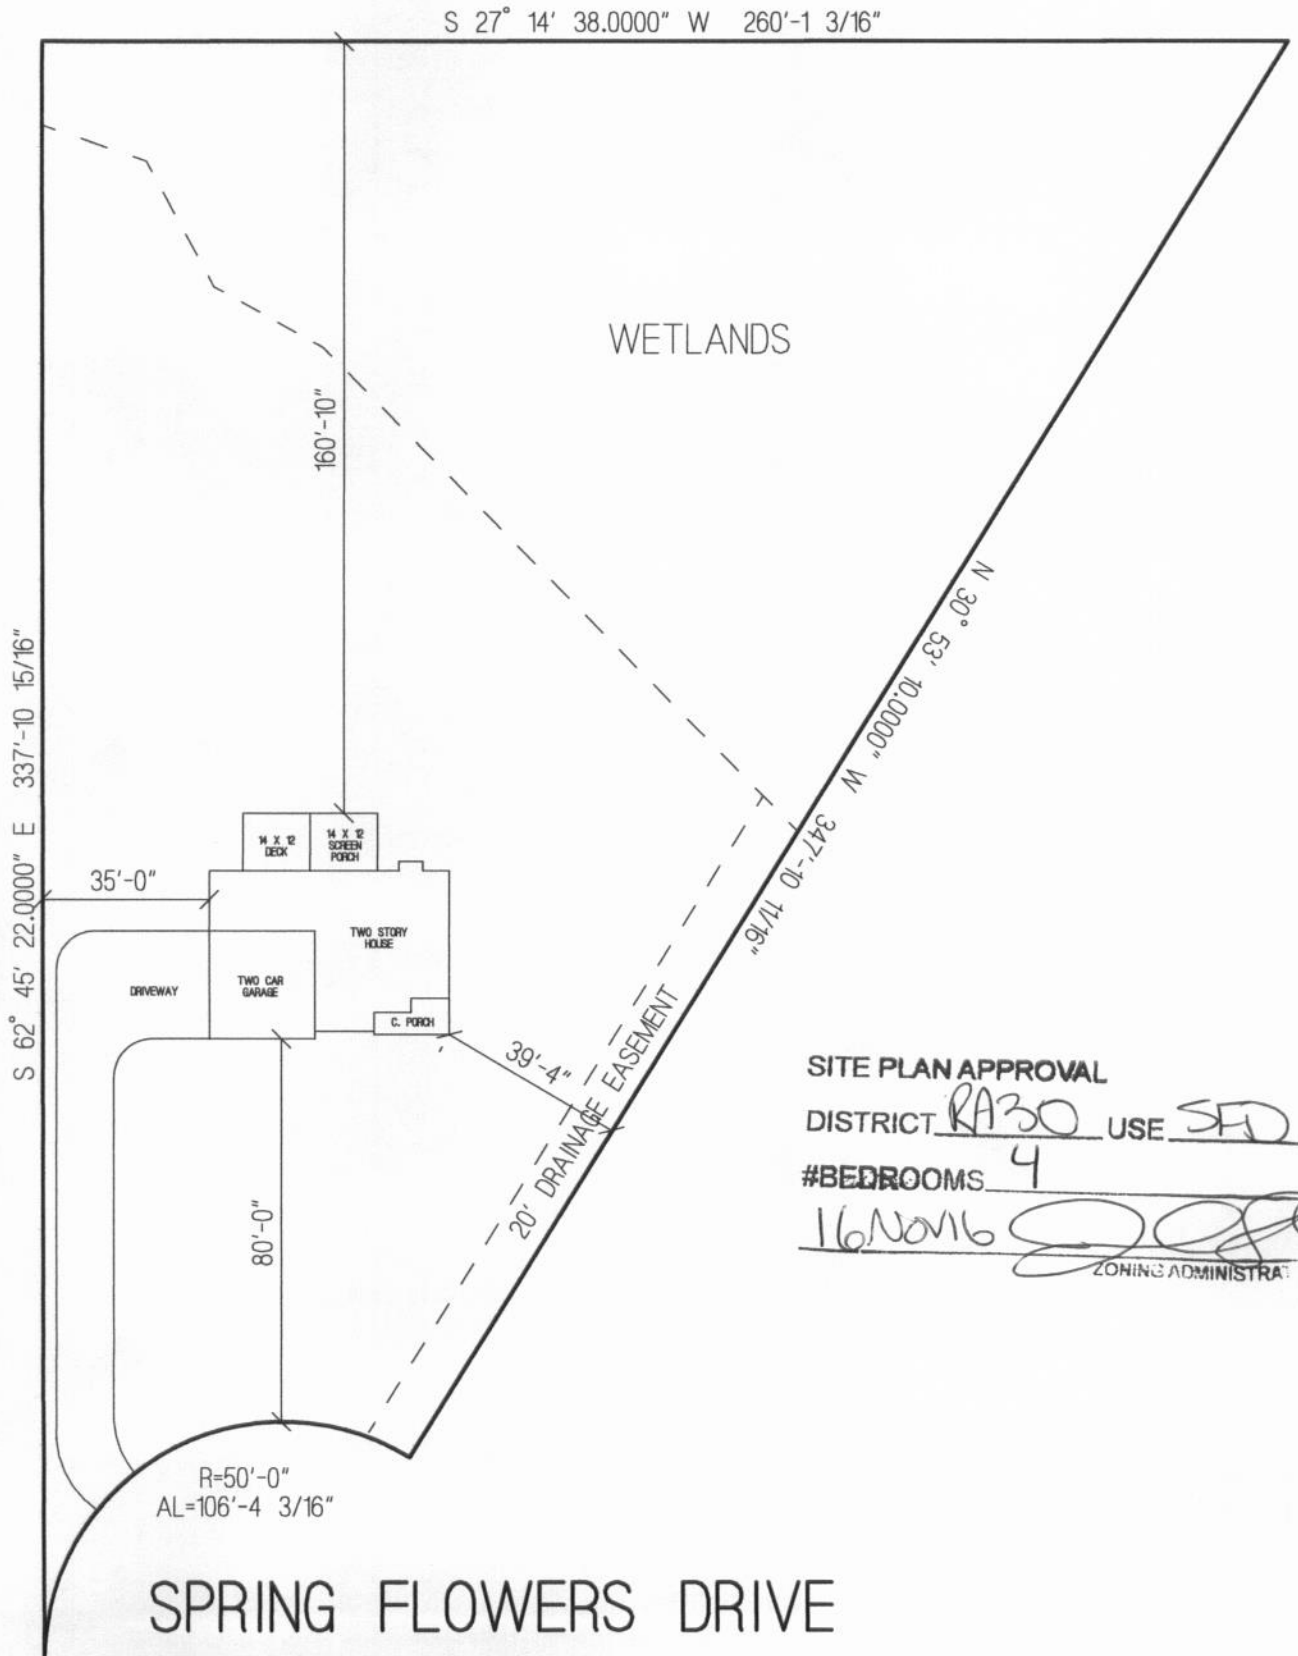 S 27° 14' 38.0000" W 260'-1 3/16"
WETLANDS
160'-10"
S 62° 45' 22.0000" E 337'-10 15/16"
N 30° 53' 10.0000" W 347'-10 11/16"
14 X 12
DECK
14 X 12
SCREEN
PORCH
35'-0"
TWO STORY
HOUSE
DRIVEWAY
TWO CAR
GARAGE
C. PORCH
39'-4"
20' DRAINAGE EASEMENT
80'-0"
SITE PLAN APPROVAL
DISTRICT RA30 USE SFD
#BEDROOMS 4
16 NOV 16
ZONING ADMINISTRAT
R=50'-0"
AL=106'-4 3/16"
SPRING FLOWERS DRIVE